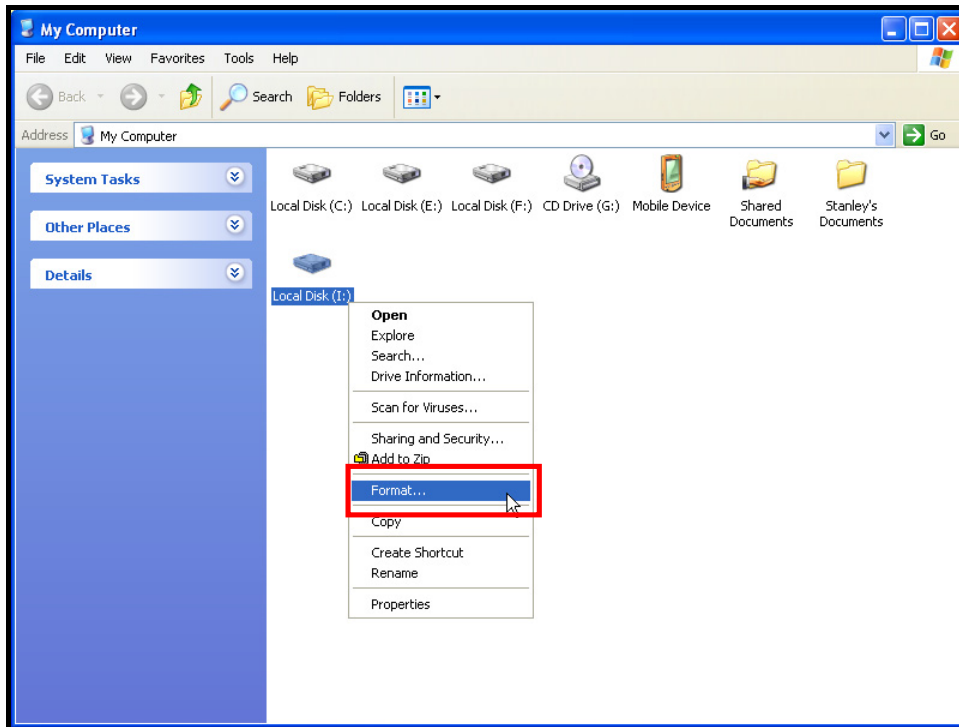 My Computer
File Edit View Favorites Tools Help
Back Search Folders
Address My Computer Go
System Tasks
Other Places
Details
Local Disk (C:) Local Disk (E:) Local Disk (F:) CD Drive (G:) Mobile Device Shared Documents Stanley's Documents
Local Disk (I:)
Open
Explore
Search...
Drive Information...
Scan for Viruses...
Sharing and Security...
Add to Zip
Format...
Copy
Create Shortcut
Rename
Properties